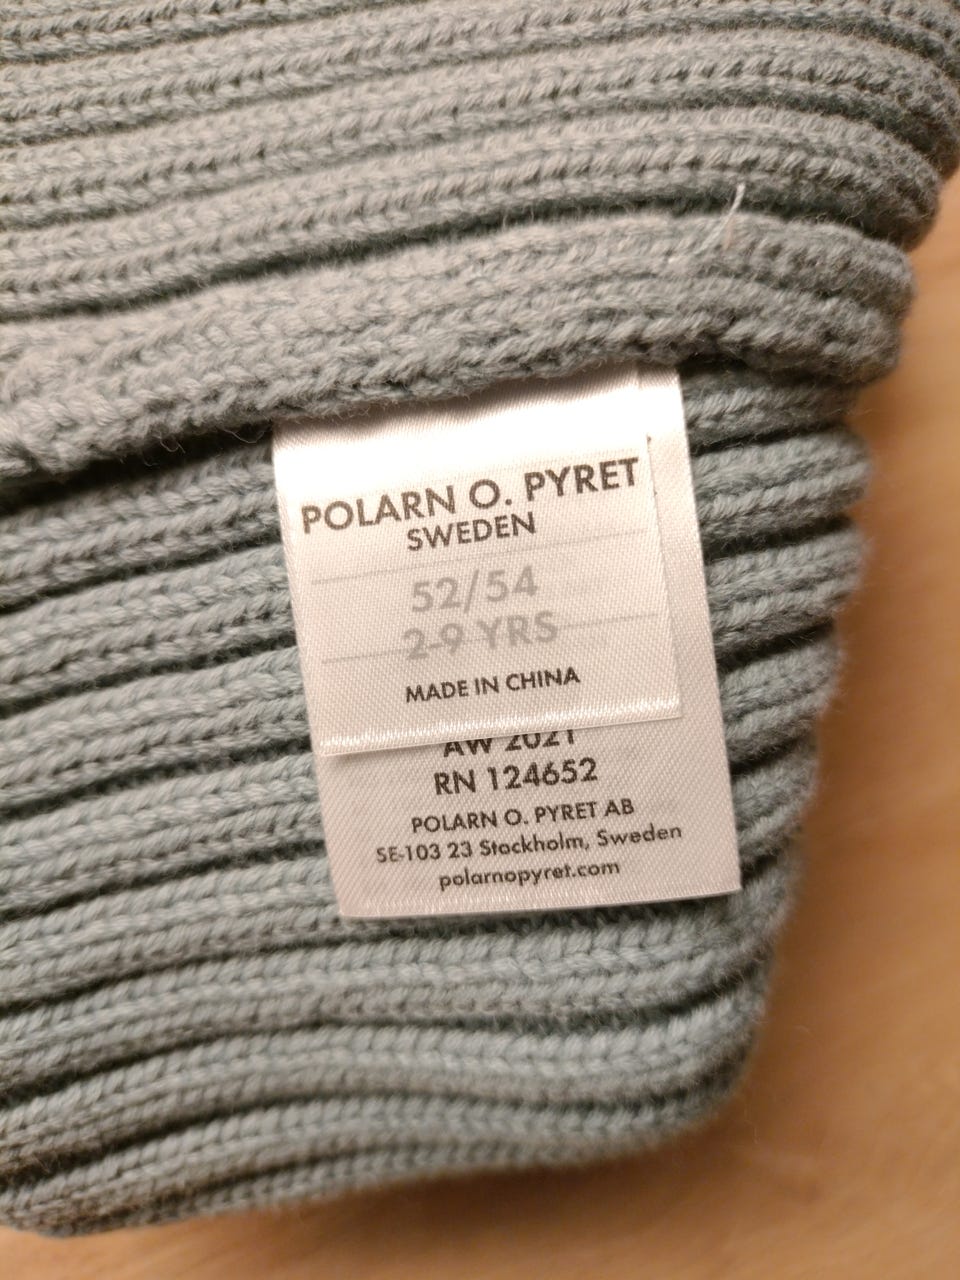 POLARN O. PYRET
SWEDEN
52/54
2-9 YRS
MADE IN CHINA
AW 2021
RN 124652
POLARN O. PYRET AB
SE-103 23 Stockholm, Sweden
polarnopyret.com